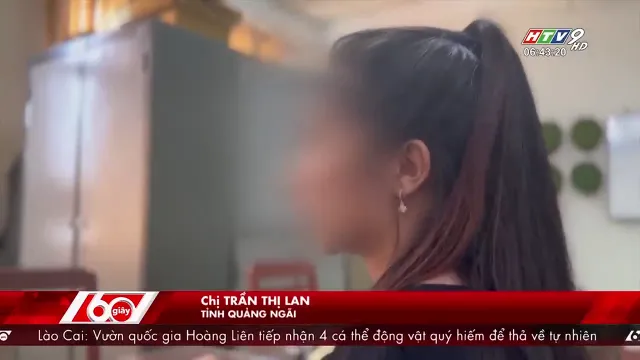 HTV9
HD
06:43:20
60
giây
Chị TRẦN THỊ LAN
TỈNH QUẢNG NGÃI
Lào Cai: Vườn quốc gia Hoàng Liên tiếp nhận 4 cá thể động vật quý hiếm để thả về tự nhiên